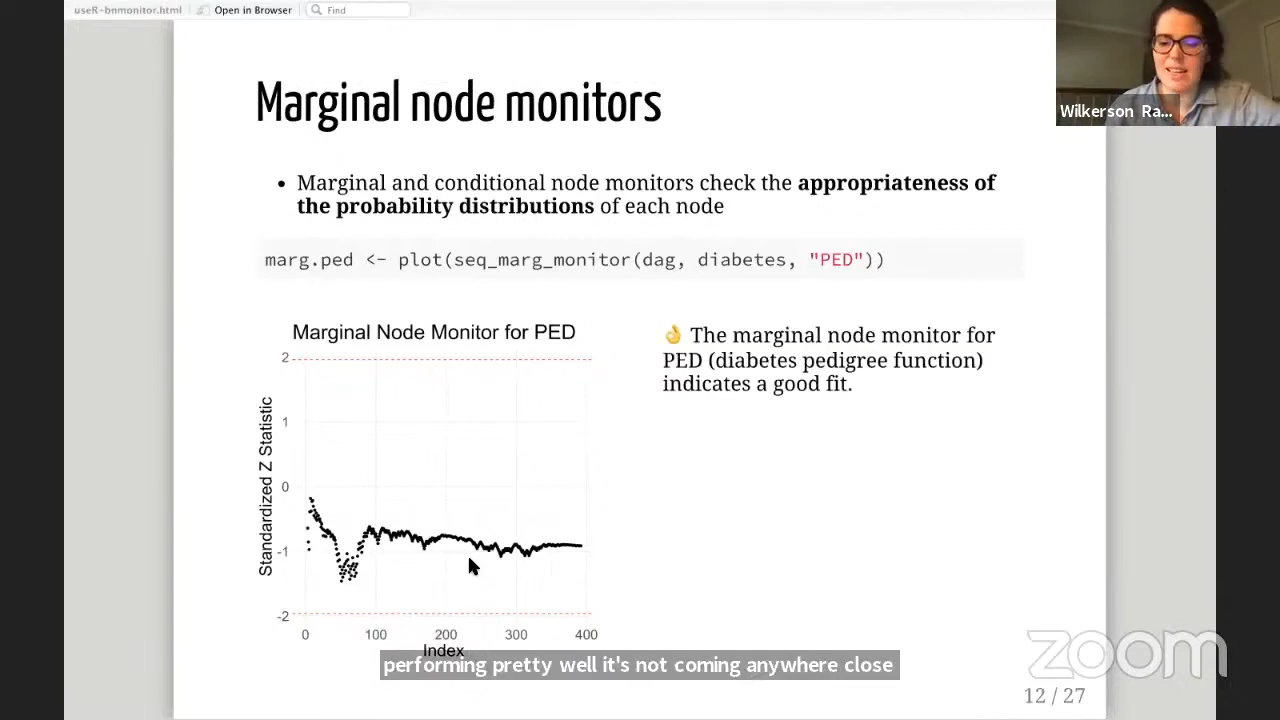 useR-bnmonitor.html Open in Browser Find
Marginal node monitors
Wilkerson Ra...
• Marginal and conditional node monitors check the appropriateness of
the probability distributions of each node
marg.ped <- plot(seq_marg_monitor(dag, diabetes, "PED"))
Marginal Node Monitor for PED
2
1
0
-1
-2
Standardized Z Statistic
0 100 200 300 400
Index
👌 The marginal node monitor for
PED (diabetes pedigree function)
indicates a good fit.
performing pretty well it's not coming anywhere close
zoom
12 / 27